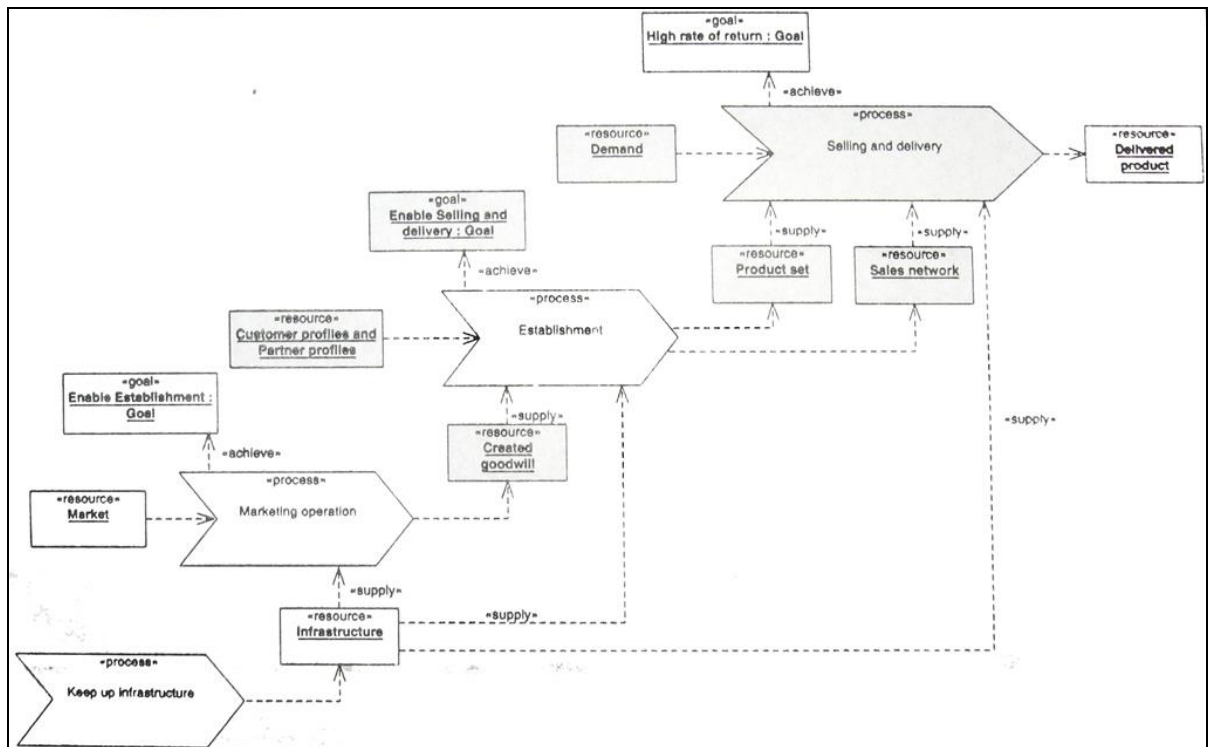 «goal»
High rate of return : Goal
«achieve»
«process»
Selling and delivery
«resource»
Demand
«resource»
Delivered
product
«goal»
Enable Selling and
delivery : Goal
«achieve»
«supply»
«supply»
«resource»
Product set
«resource»
Sales network
«process»
Establishment
«resource»
Customer profiles and
Partner profiles
«goal»
Enable Establishment :
Goal
«achieve»
«supply»
«supply»
«resource»
Created
goodwill
«process»
Marketing operation
«resource»
Market
«supply»
«supply»
«resource»
Infrastructure
«process»
Keep up infrastructure